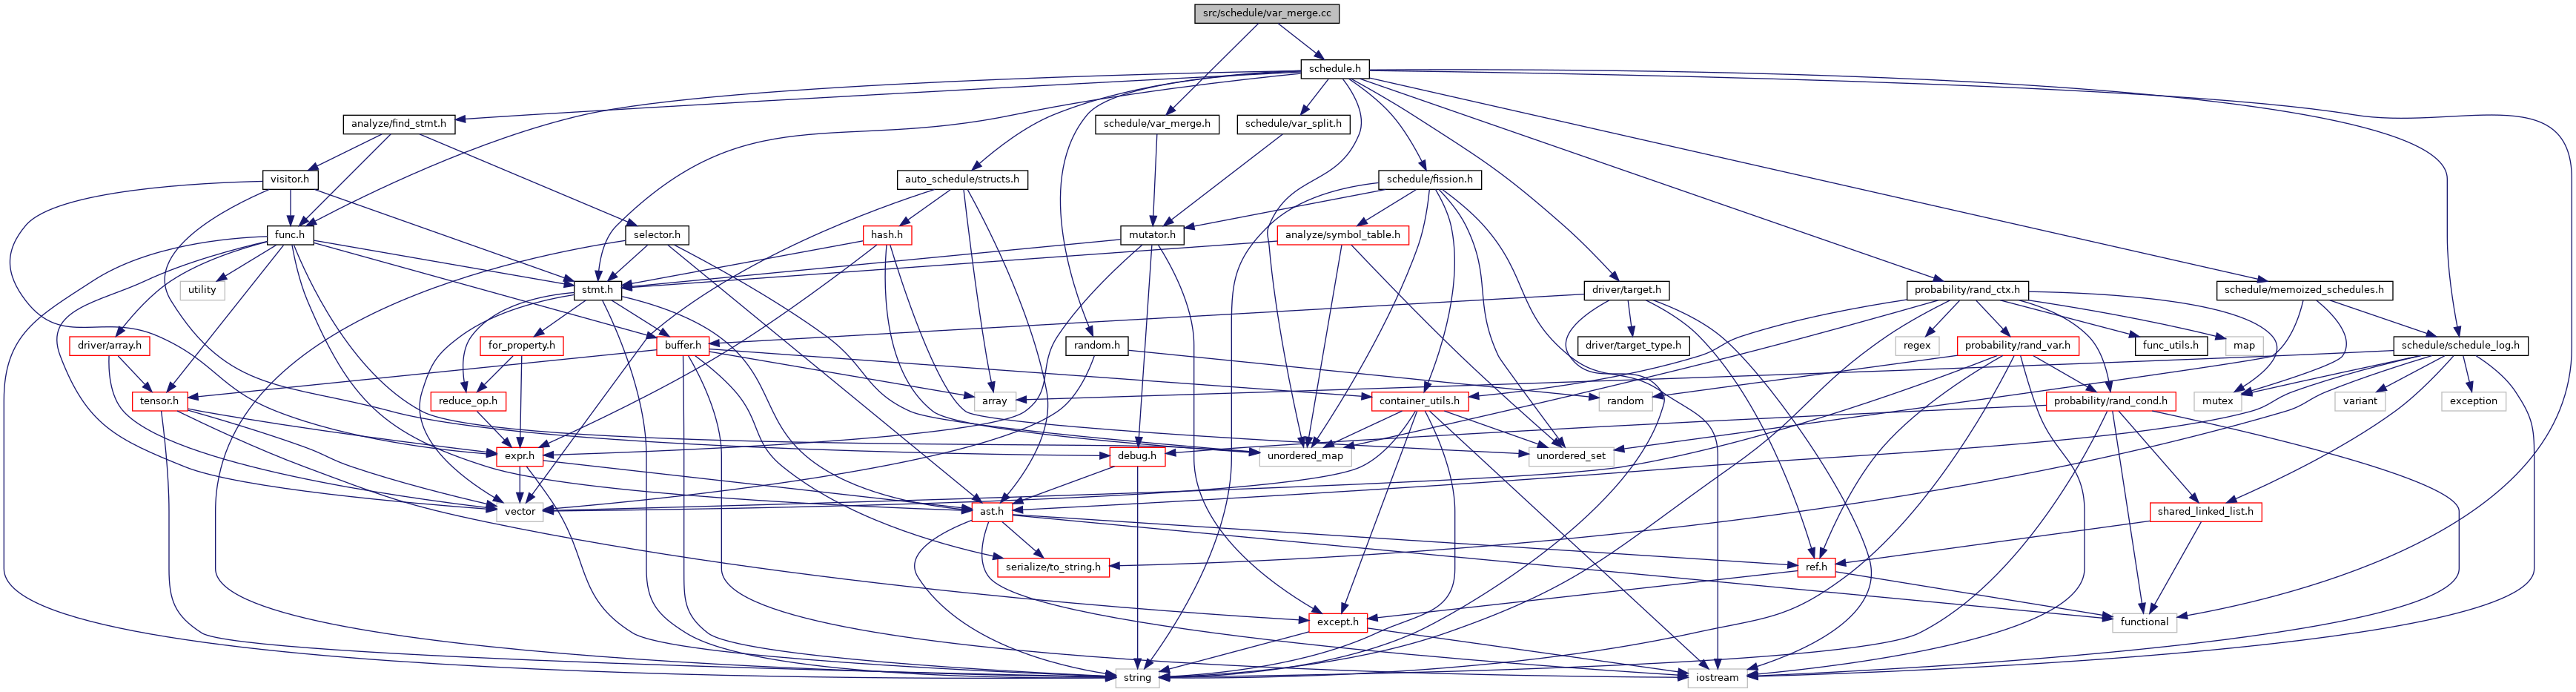 src/schedule/var_merge.cc
schedule.h
analyze/find_stmt.h
schedule/var_merge.h
schedule/var_split.h
visitor.h
auto_schedule/structs.h
schedule/fission.h
func.h
selector.h
hash.h
mutator.h
analyze/symbol_table.h
utility
stmt.h
driver/target.h
probability/rand_ctx.h
schedule/memoized_schedules.h
driver/array.h
for_property.h
buffer.h
random.h
driver/target_type.h
regex
probability/rand_var.h
func_utils.h
map
schedule/schedule_log.h
tensor.h
reduce_op.h
array
container_utils.h
random
probability/rand_cond.h
mutex
variant
exception
expr.h
debug.h
unordered_map
unordered_set
vector
ast.h
shared_linked_list.h
serialize/to_string.h
ref.h
except.h
functional
string
iostream